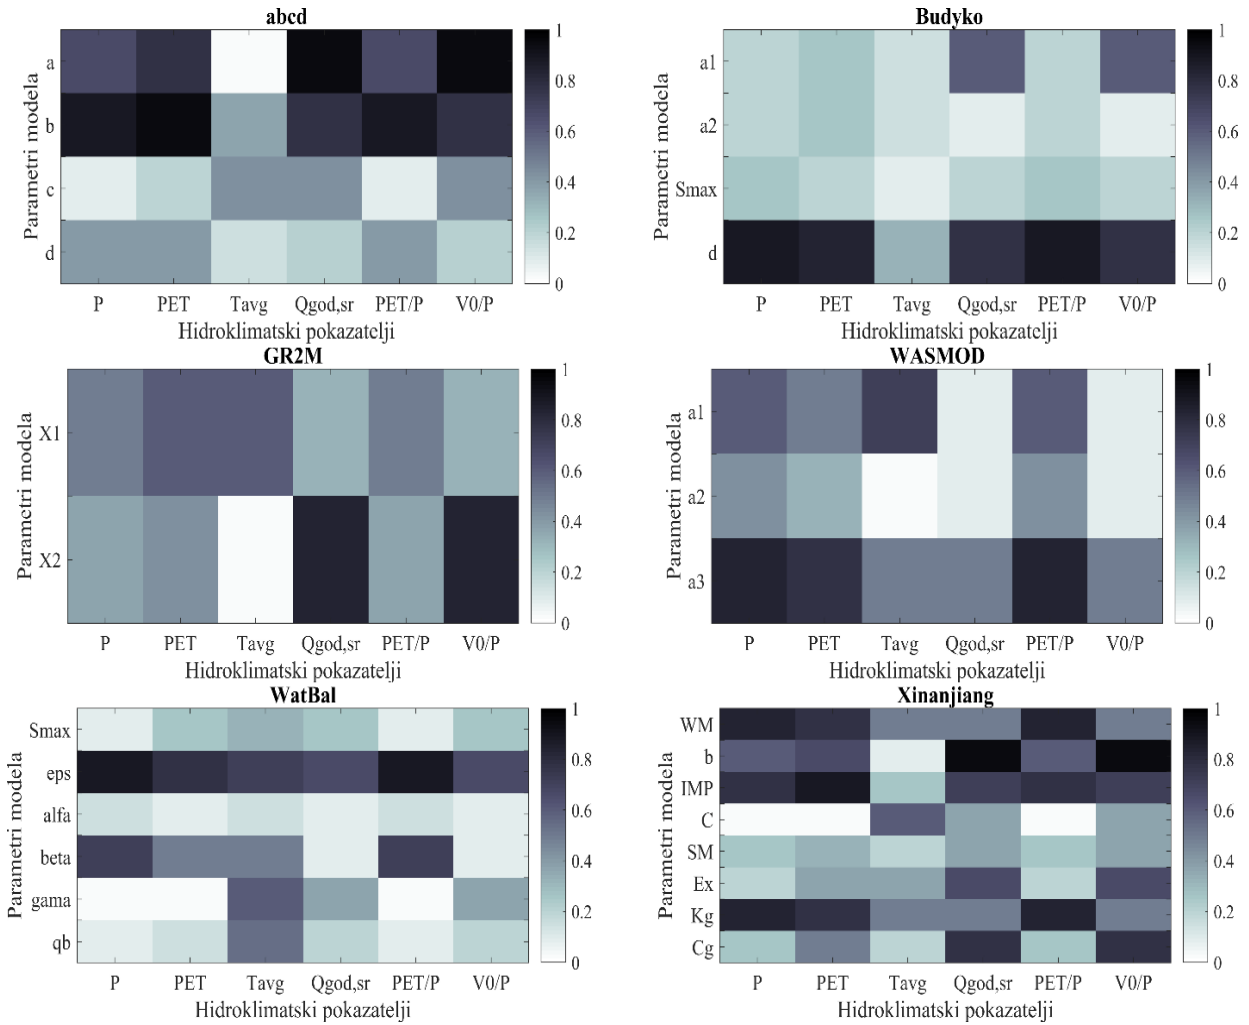 abcd
Parametri modela
a
b
c
d
P PET Tavg Qgod,sr PET/P V0/P
Hidroklimatski pokazatelji
1
0.8
0.6
0.4
0.2
0
Budyko
Parametri modela
a1
a2
Smax
d
P PET Tavg Qgod,sr PET/P V0/P
Hidroklimatski pokazatelji
1
0.8
0.6
0.4
0.2
0
GR2M
Parametri modela
X1
X2
P PET Tavg Qgod,sr PET/P V0/P
Hidroklimatski pokazatelji
1
0.8
0.6
0.4
0.2
0
WASMOD
Parametri modela
a1
a2
a3
P PET Tavg Qgod,sr PET/P V0/P
Hidroklimatski pokazatelji
1
0.8
0.6
0.4
0.2
0
WatBal
Parametri modela
Smax
eps
alfa
beta
gama
qb
P PET Tavg Qgod,sr PET/P V0/P
Hidroklimatski pokazatelji
1
0.8
0.6
0.4
0.2
0
Xinanjiang
Parametri modela
WM
b
IMP
C
SM
Ex
Kg
Cg
P PET Tavg Qgod,sr PET/P V0/P
Hidroklimatski pokazatelji
1
0.8
0.6
0.4
0.2
0